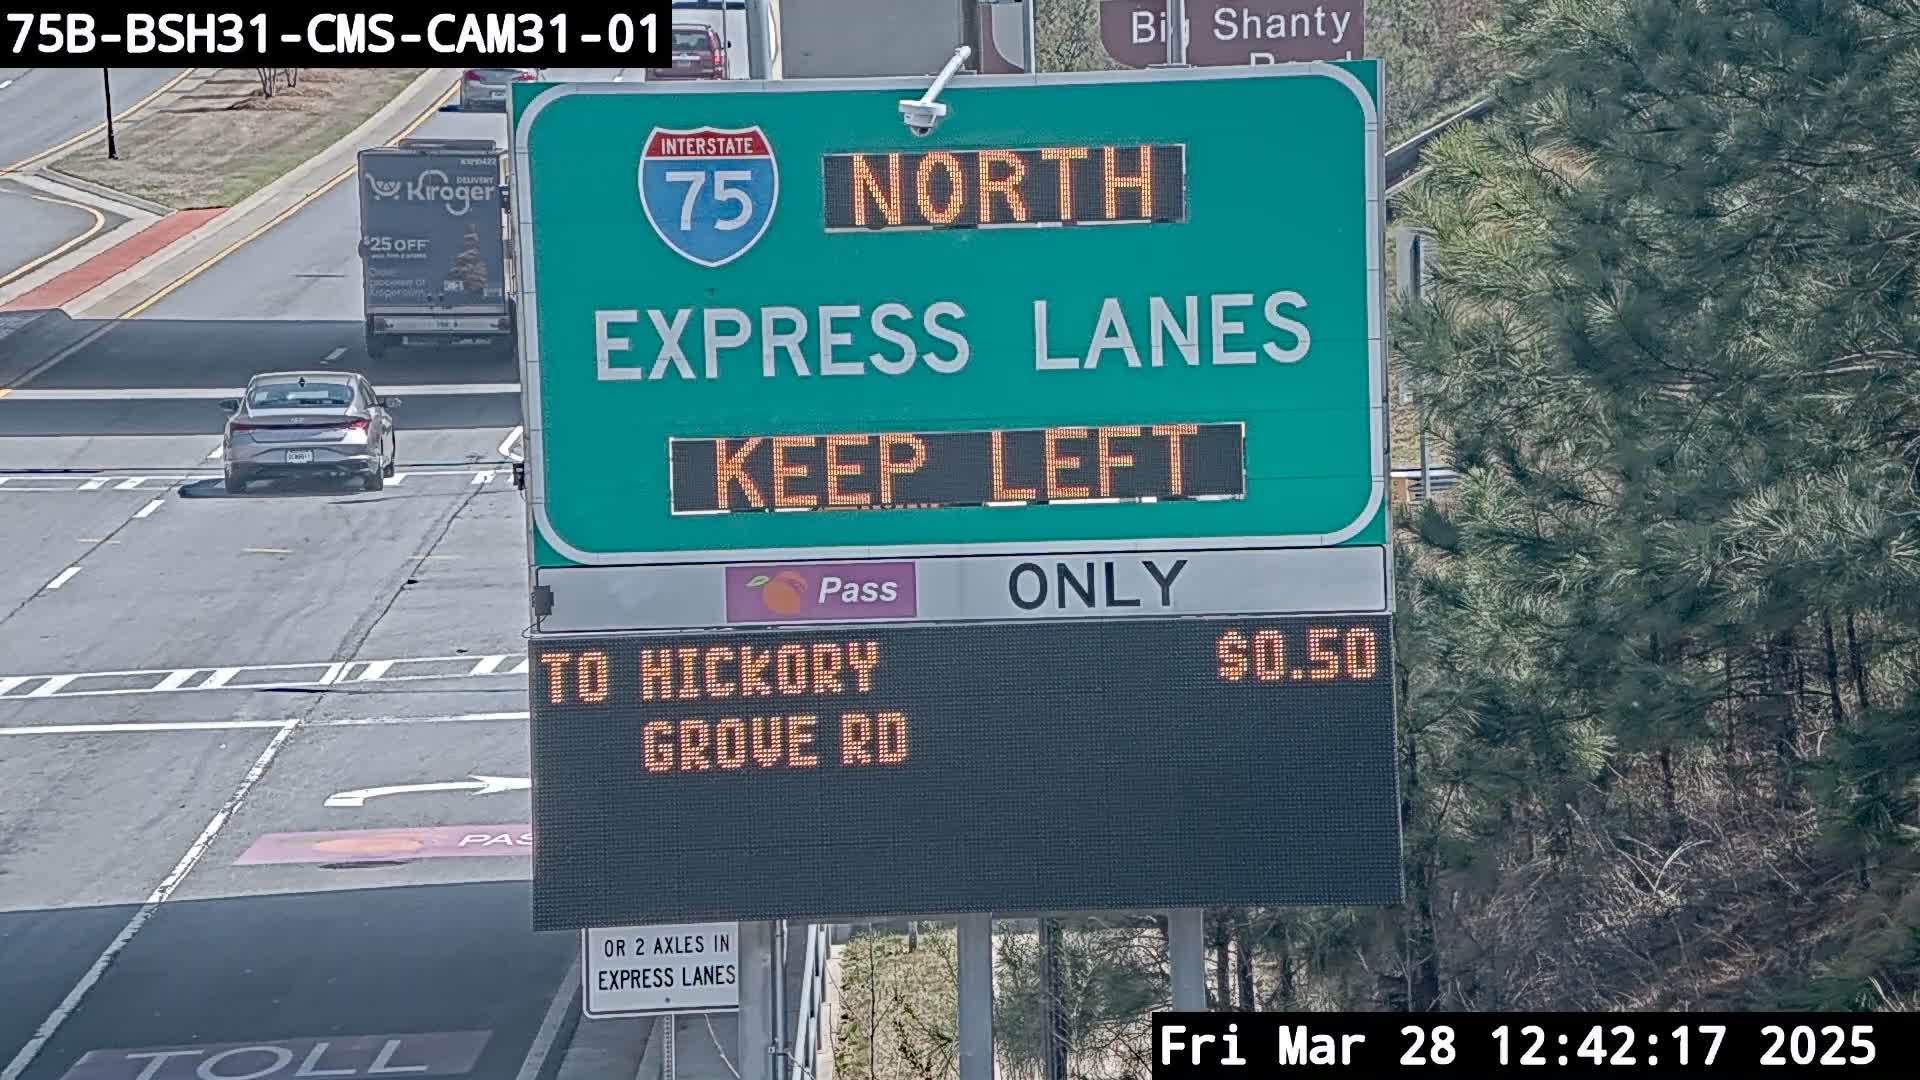 75B-BSH31-CMS-CAM31-01
Big Shanty
INTERSTATE
75
NORTH
EXPRESS LANES
KEEP LEFT
Pass ONLY
TO HICKORY $0.50
GROVE RD
Kroger
DELIVERY
$25 OFF
PAS
TOLL
OR 2 AXLES IN
EXPRESS LANES
Fri Mar 28 12:42:17 2025